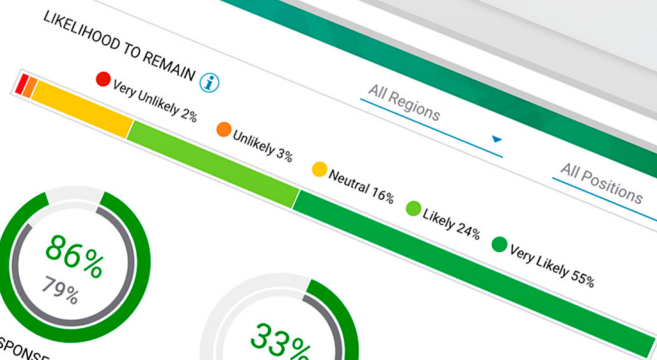 LIKELIHOOD TO REMAIN i
All Regions
All Positions
Very Unlikely 2%
Unlikely 3%
Neutral 16%
Likely 24%
Very Likely 55%
86%
79%
33%
SPONSE